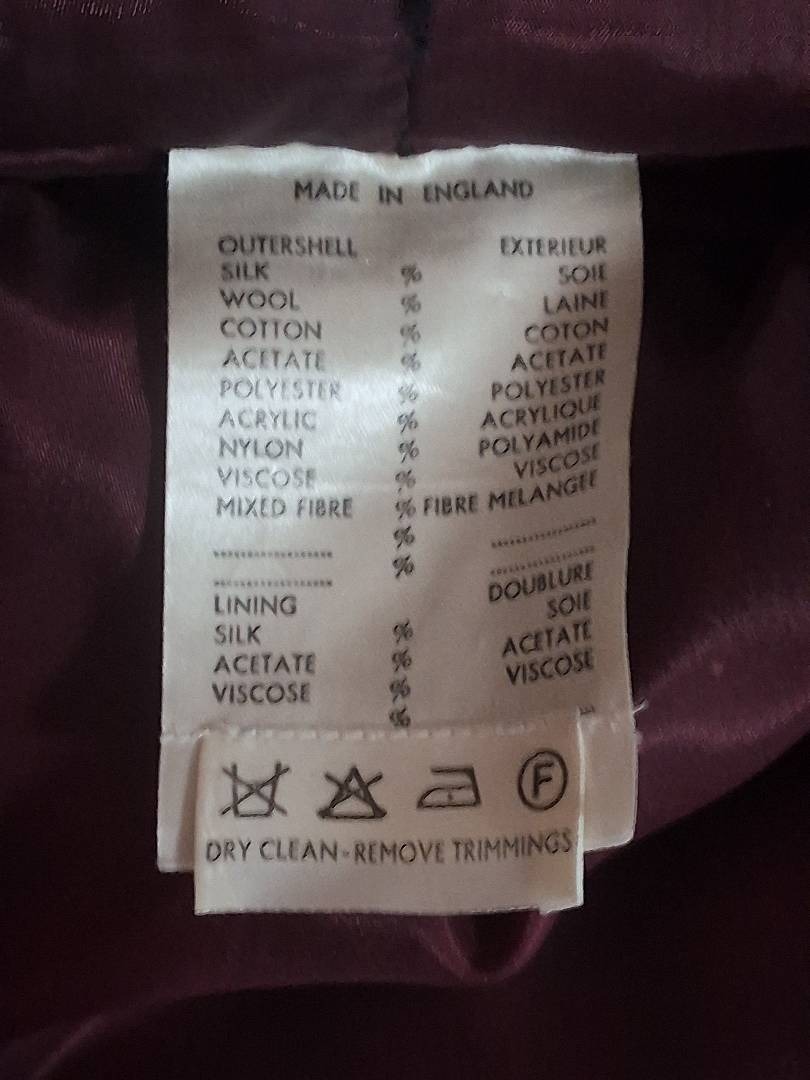 MADE IN ENGLAND
OUTERSHELL EXTERIEUR
SILK % SOIE
WOOL % LAINE
COTTON % COTON
ACETATE % ACETATE
POLYESTER % POLYESTER
ACRYLIC % ACRYLIQUE
NYLON % POLYAMIDE
VISCOSE % VISCOSE
MIXED FIBRE % FIBRE MELANGEE
.................... % ....................
.................... % ....................
LINING DOUBLURE
SILK % SOIE
ACETATE % ACETATE
VISCOSE % VISCOSE
%
F
DRY CLEAN-REMOVE TRIMMINGS